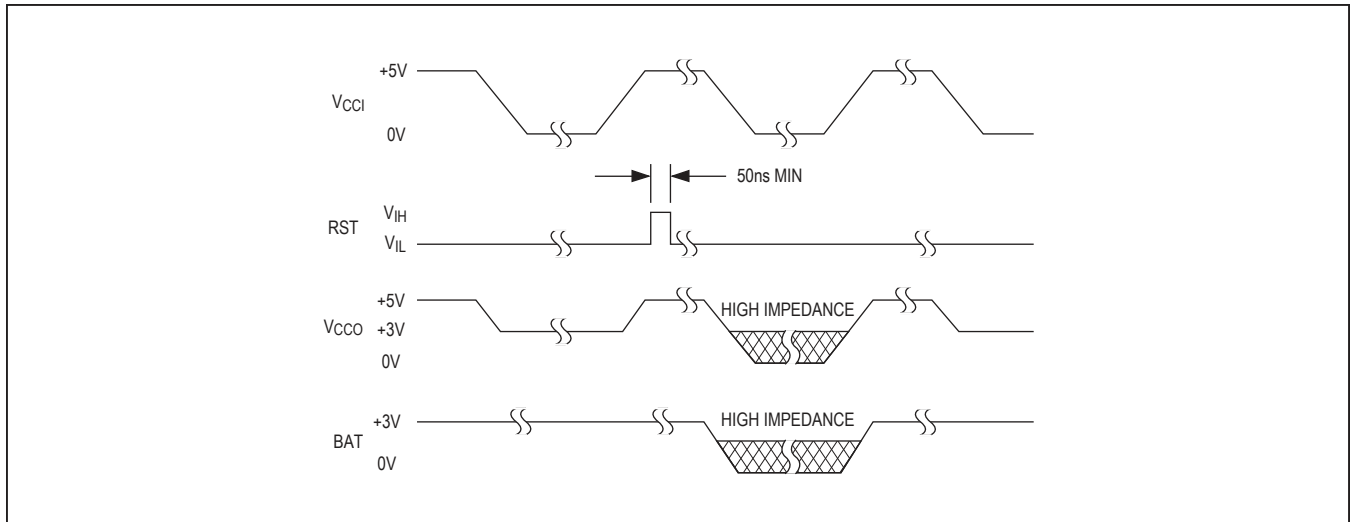 +5V
VCCI
0V
50ns MIN
VIH
RST
VIL
+5V
HIGH IMPEDANCE
VCCO +3V
0V
+3V
HIGH IMPEDANCE
BAT
0V